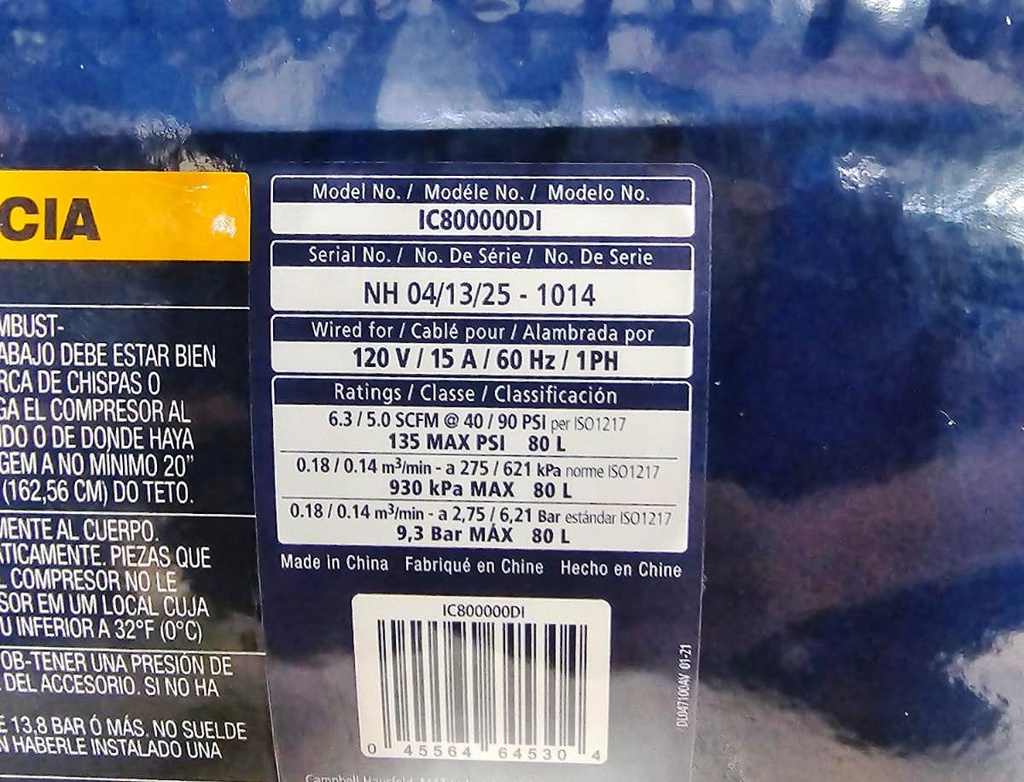 CIA
MBUST-
ABAJO DEBE ESTAR BIEN
RCA DE CHISPAS O
GA EL COMPRESOR AL
DO O DE DONDE HAYA
GEM A NO MÍNIMO 20”
(162,56 CM) DO TETO.
MENTE AL CUERPO.
ATICAMENTE. PIEZAS QUE
L COMPRESOR NO LE
SOR EM UM LOCAL CUJA
U INFERIOR A 32°F (0°C)
OB-TENER UNA PRESIÓN DE
DEL ACCESORIO. SI NO HA
E 13,8 BAR Ó MÁS. NO SUELDE
N HABERLE INSTALADO UNA
Model No. / Modéle No. / Modelo No.
IC800000DI
Serial No. / No. De Série / No. De Serie
NH 04/13/25 - 1014
Wired for / Cablé pour / Alambrada por
120 V / 15 A / 60 Hz / 1PH
Ratings / Classe / Classificación
6.3 / 5.0 SCFM @ 40 / 90 PSI per ISO1217
135 MAX PSI 80 L
0.18 / 0.14 m³/min - a 275 / 621 kPa norme ISO1217
930 kPa MAX 80 L
0.18 / 0.14 m³/min - a 2,75 / 6,21 Bar estándar ISO1217
9,3 Bar MÁX 80 L
Made in China Fabriqué en Chine Hecho en Chine
IC800000DI
0 45564 64530 4
DL047100AV 01-21
Campbell Hausfeld